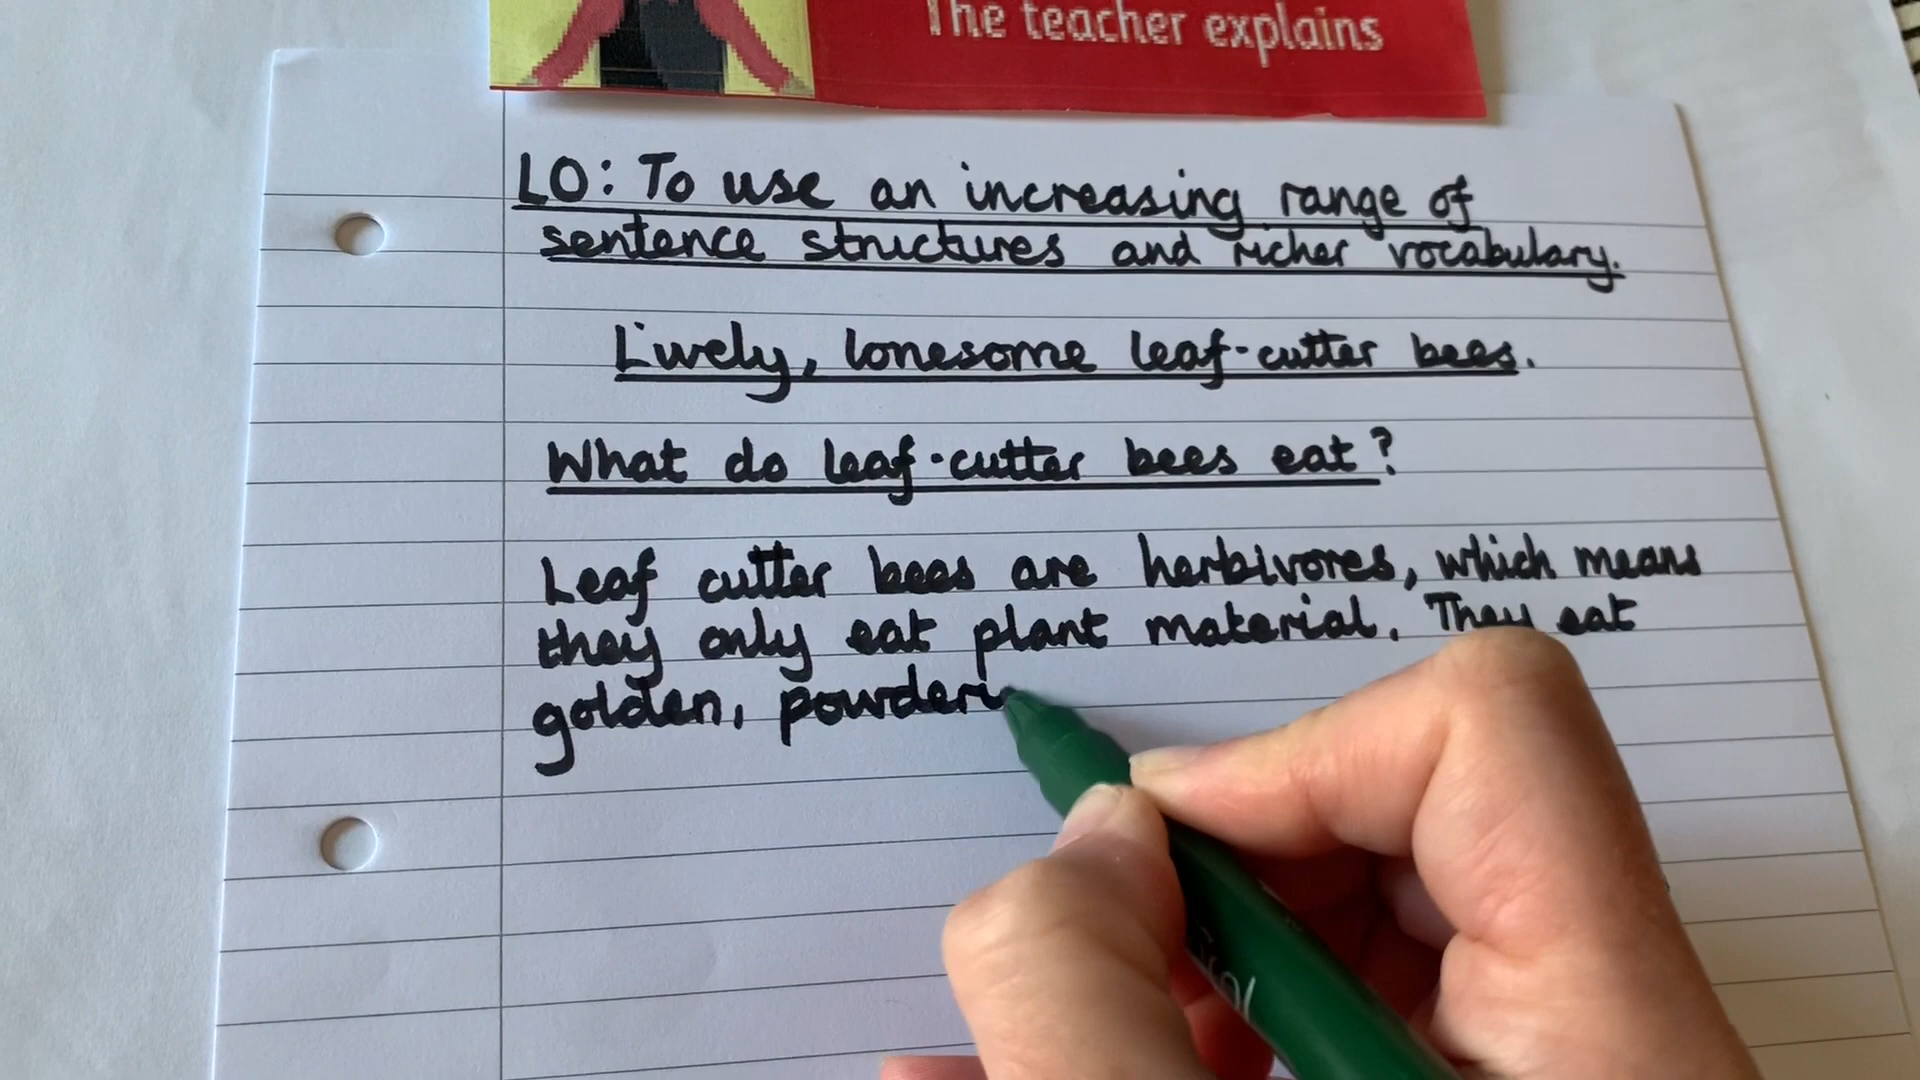 The teacher explains
LO: To use an increasing range of
sentence structures and richer vocabulary.
Lively, lonesome leaf-cutter bees.
What do leaf-cutter bees eat?
Leaf cutter bees are herbivores, which means
they only eat plant material. They eat
golden, powder